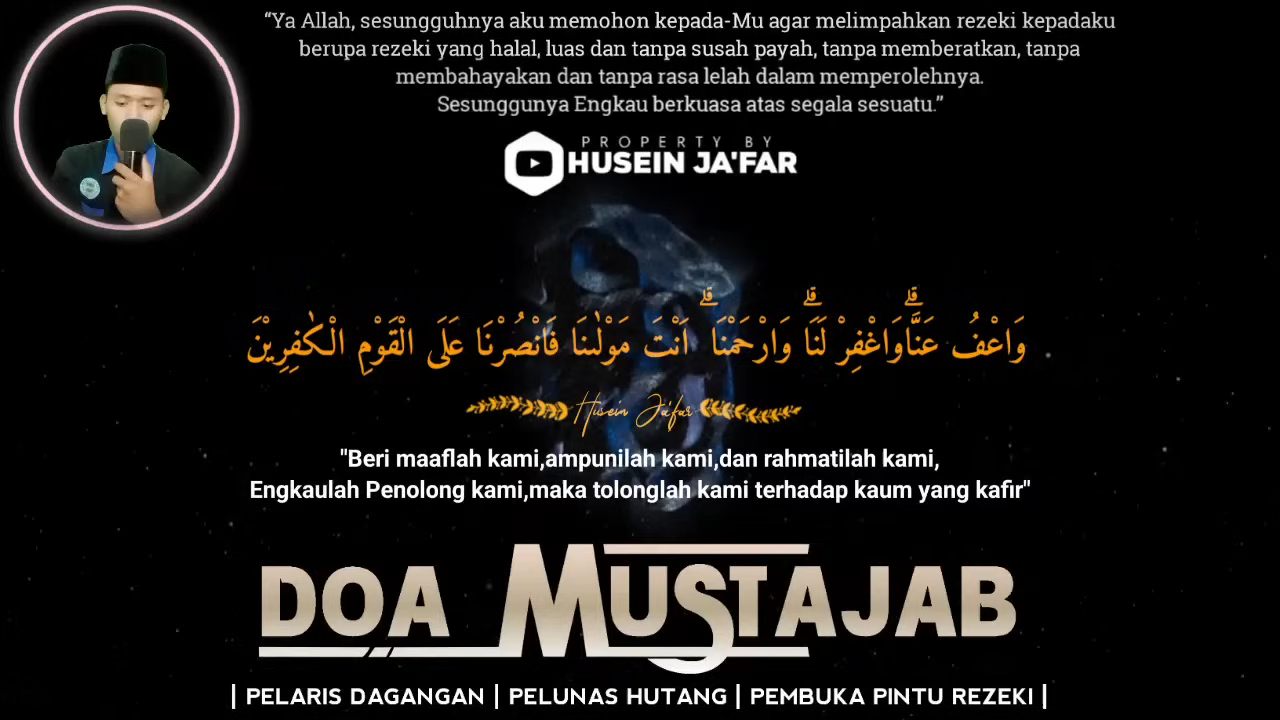 “Ya Allah, sesungguhnya aku memohon kepada-Mu agar melimpahkan rezeki kepadaku
berupa rezeki yang halal, luas dan tanpa susah payah, tanpa memberatkan, tanpa
membahayakan dan tanpa rasa lelah dalam memperolehnya.
Sesunggunya Engkau berkuasa atas segala sesuatu.”
PROPERTY BY
HUSEIN JA'FAR
وَاعْفُ عَنَّاۗ وَاغْفِرْ لَنَاۗ وَارْحَمْنَاۗ اَنْتَ مَوْلٰىنَا فَانْصُرْنَا عَلَى الْقَوْمِ الْكٰفِرِيْنَ
Husein Ja'far
"Beri maaflah kami,ampunilah kami,dan rahmatilah kami,
Engkaulah Penolong kami,maka tolonglah kami terhadap kaum yang kafir"
DOA MUSTAJAB
| PELARIS DAGANGAN | PELUNAS HUTANG | PEMBUKA PINTU REZEKI |